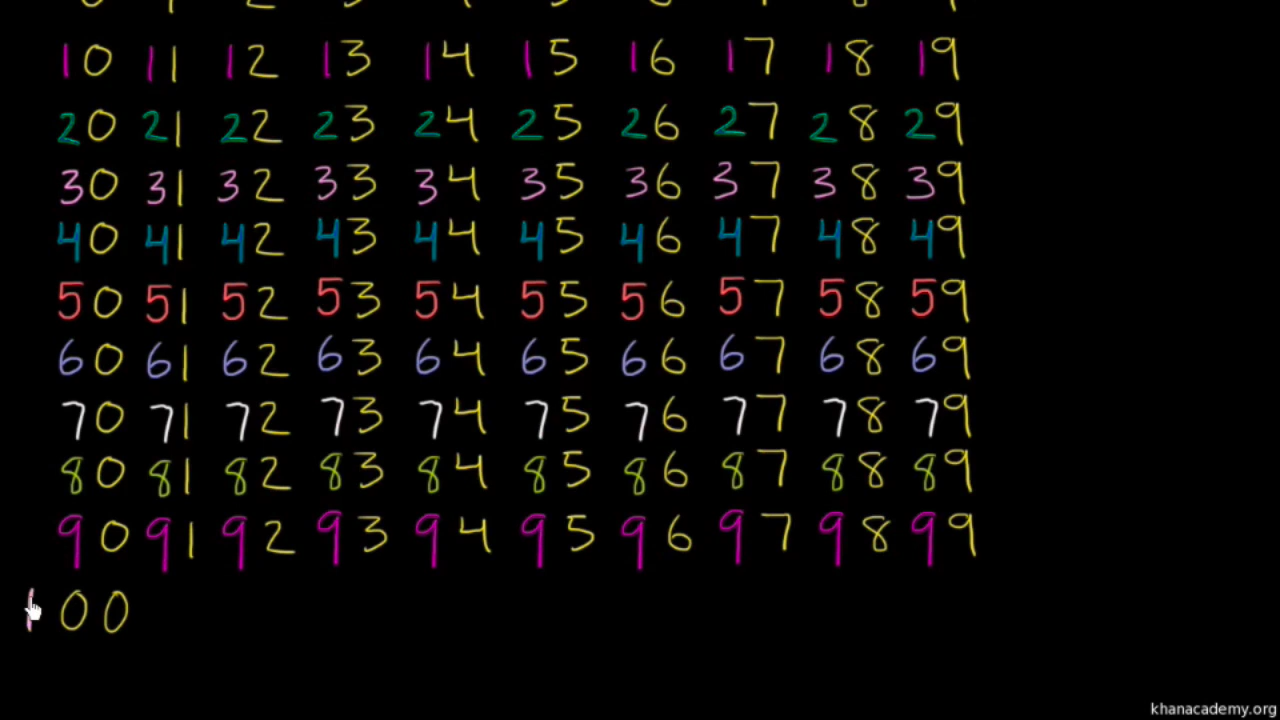 10 11 12 13 14 15 16 17 18 19
20 21 22 23 24 25 26 27 28 29
30 31 32 33 34 35 36 37 38 39
40 41 42 43 44 45 46 47 48 49
50 51 52 53 54 55 56 57 58 59
60 61 62 63 64 65 66 67 68 69
70 71 72 73 74 75 76 77 78 79
80 81 82 83 84 85 86 87 88 89
90 91 92 93 94 95 96 97 98 99
100
khanacademy.org